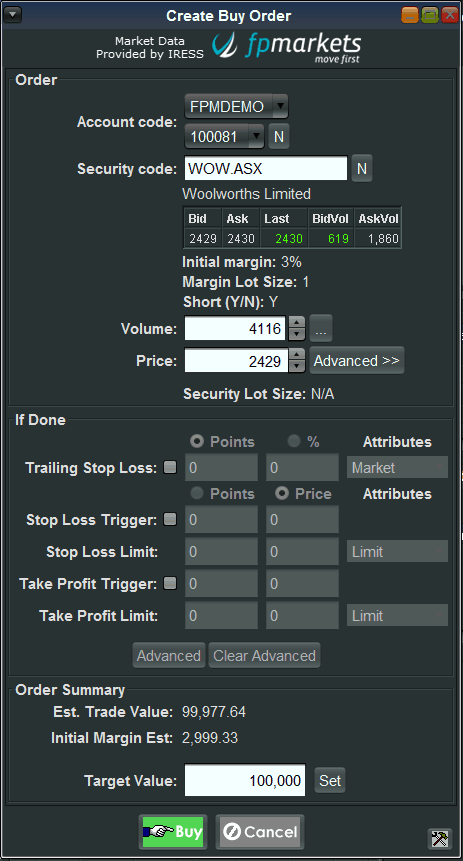 Create Buy Order
Market Data
Provided by IRESS
fpmarkets
move first
Order
Account code: FPMDEMO
100081 N
Security code: WOW.ASX N
Woolworths Limited
Bid Ask Last BidVol AskVol
2429 2430 2430 619 1,860
Initial margin: 3%
Margin Lot Size: 1
Short (Y/N): Y
Volume: 4116 ...
Price: 2429 Advanced >>
Security Lot Size: N/A
If Done
Points % Attributes
Trailing Stop Loss: 0 0 Market
Points Price Attributes
Stop Loss Trigger: 0 0
Stop Loss Limit: 0 0 Limit
Take Profit Trigger: 0 0
Take Profit Limit: 0 0 Limit
Advanced Clear Advanced
Order Summary
Est. Trade Value: 99,977.64
Initial Margin Est: 2,999.33
Target Value: 100,000 Set
Buy Cancel